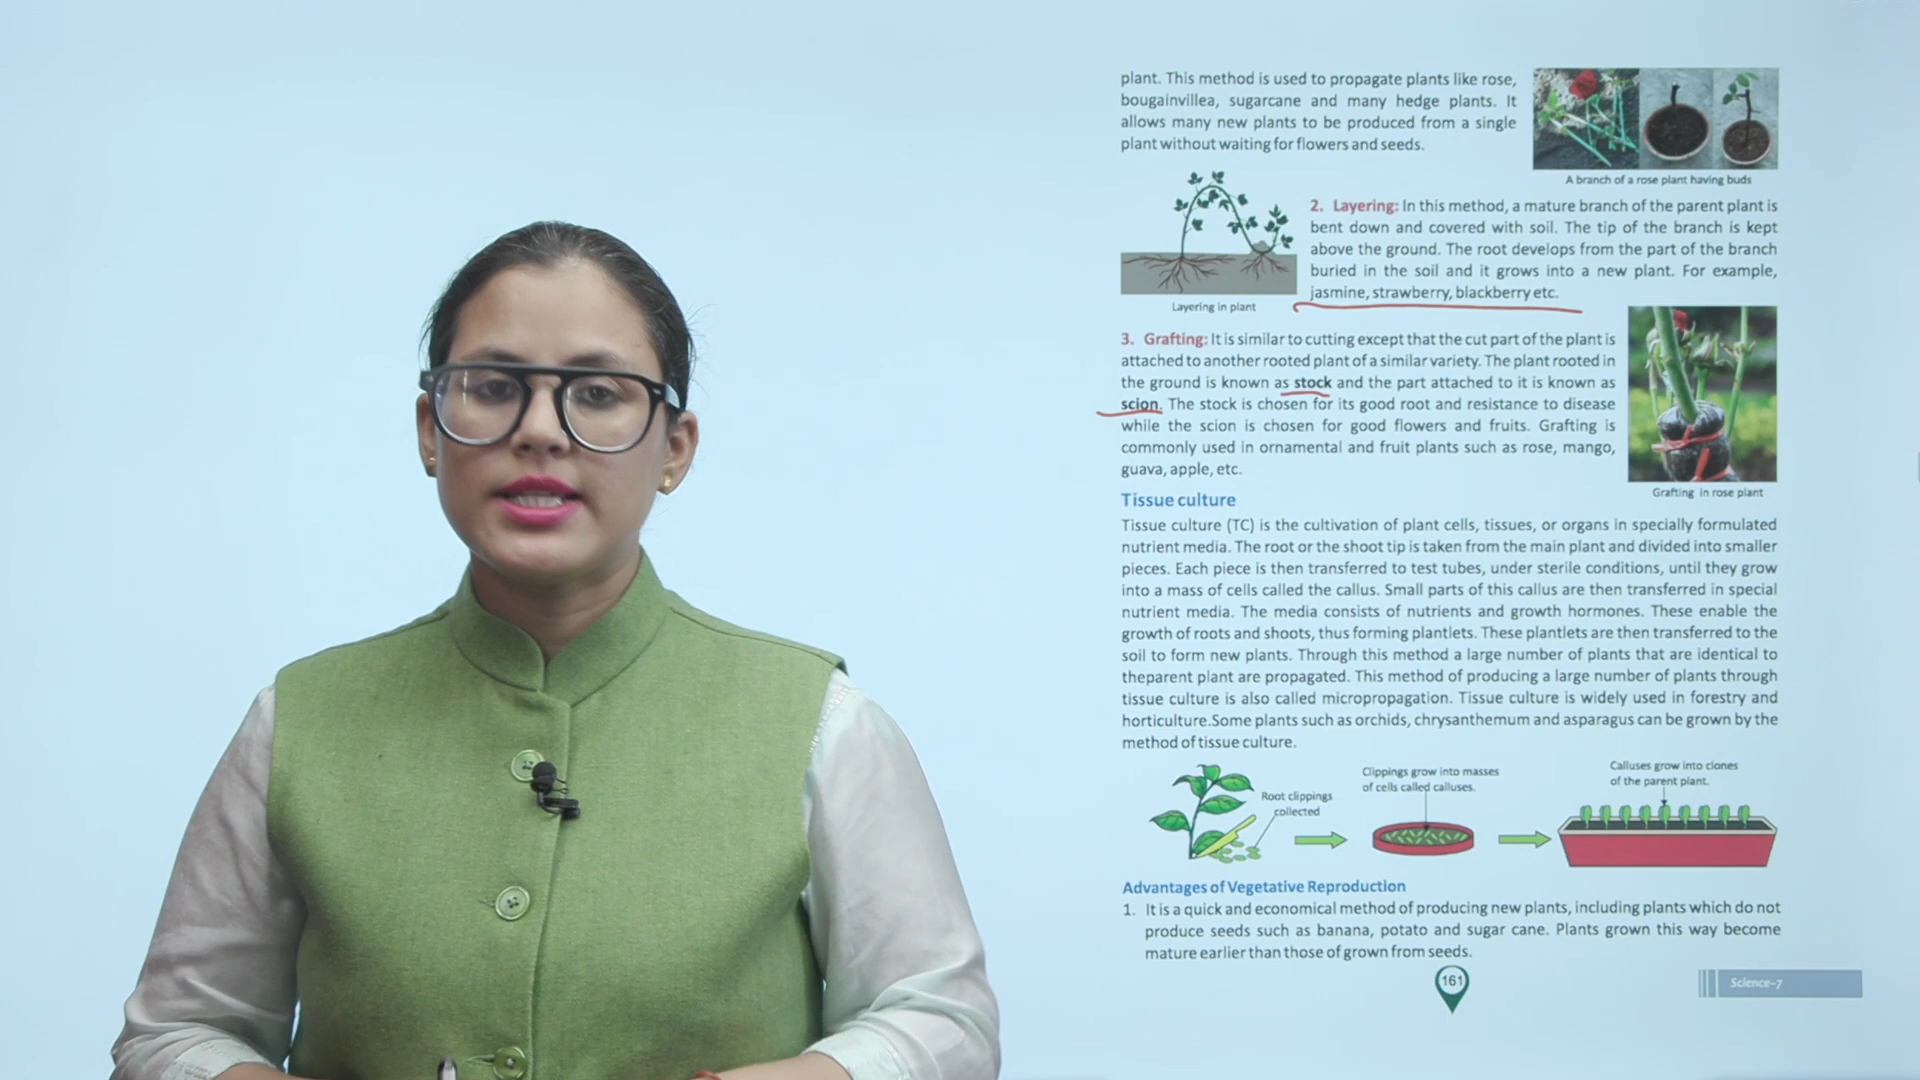 plant. This method is used to propagate plants like rose,
bougainvillea, sugarcane and many hedge plants. It
allows many new plants to be produced from a single
plant without waiting for flowers and seeds.
A branch of a rose plant having buds
2. Layering: In this method, a mature branch of the parent plant is
bent down and covered with soil. The tip of the branch is kept
above the ground. The root develops from the part of the branch
buried in the soil and it grows into a new plant. For example,
jasmine, strawberry, blackberry etc.
Layering in plant
3. Grafting: It is similar to cutting except that the cut part of the plant is
attached to another rooted plant of a similar variety. The plant rooted in
the ground is known as stock and the part attached to it is known as
scion. The stock is chosen for its good root and resistance to disease
while the scion is chosen for good flowers and fruits. Grafting is
commonly used in ornamental and fruit plants such as rose, mango,
guava, apple, etc.
Grafting in rose plant
Tissue culture
Tissue culture (TC) is the cultivation of plant cells, tissues, or organs in specially formulated
nutrient media. The root or the shoot tip is taken from the main plant and divided into smaller
pieces. Each piece is then transferred to test tubes, under sterile conditions, until they grow
into a mass of cells called the callus. Small parts of this callus are then transferred in special
nutrient media. The media consists of nutrients and growth hormones. These enable the
growth of roots and shoots, thus forming plantlets. These plantlets are then transferred to the
soil to form new plants. Through this method a large number of plants that are identical to
theparent plant are propagated. This method of producing a large number of plants through
tissue culture is also called micropropagation. Tissue culture is widely used in forestry and
horticulture.Some plants such as orchids, chrysanthemum and asparagus can be grown by the
method of tissue culture.
Root clippings
collected
Clippings grow into masses
of cells called calluses.
Calluses grow into clones
of the parent plant.
Advantages of Vegetative Reproduction
1. It is a quick and economical method of producing new plants, including plants which do not
produce seeds such as banana, potato and sugar cane. Plants grown this way become
mature earlier than those of grown from seeds.
161
Science-7